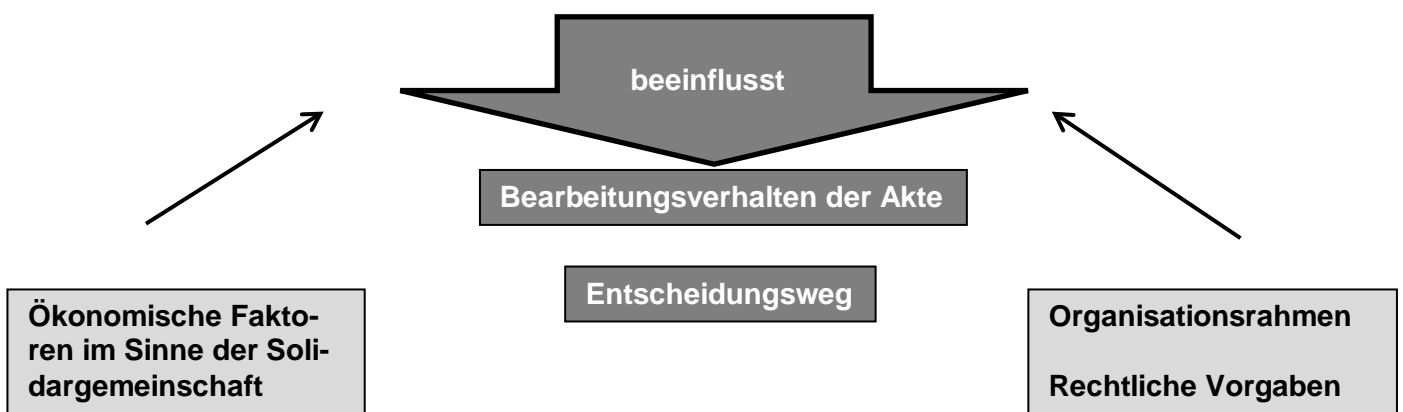 beeinflusst
Bearbeitungsverhalten der Akte
Entscheidungsweg
Ökonomische Fakto-
ren im Sinne der Soli-
dargemeinschaft
Organisationsrahmen
Rechtliche Vorgaben